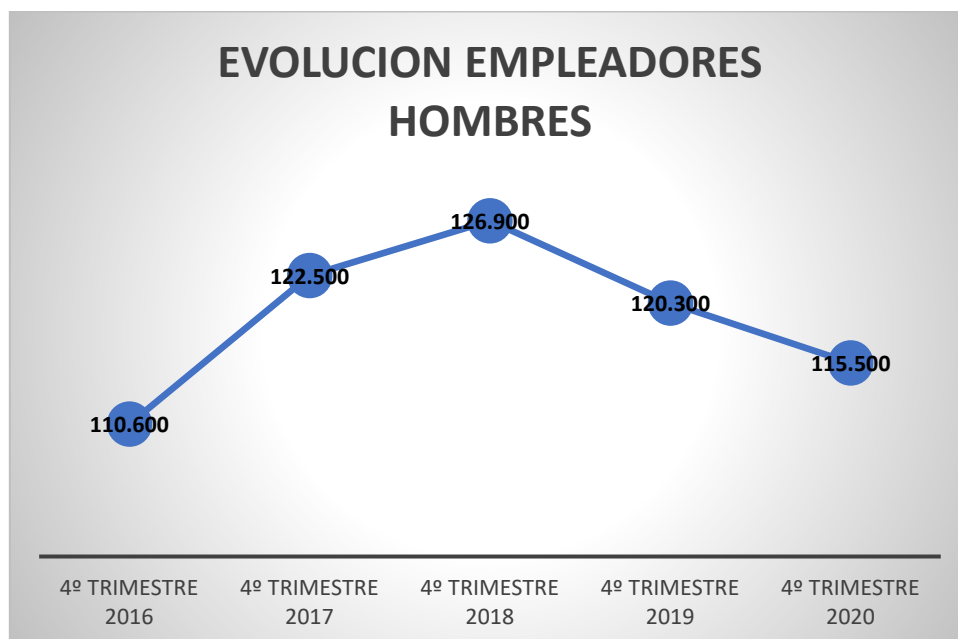 EVOLUCION EMPLEADORES
HOMBRES
126.900
122.500
120.300
115.500
110.600
4º TRIMESTRE
2016
4º TRIMESTRE
2017
4º TRIMESTRE
2018
4º TRIMESTRE
2019
4º TRIMESTRE
2020